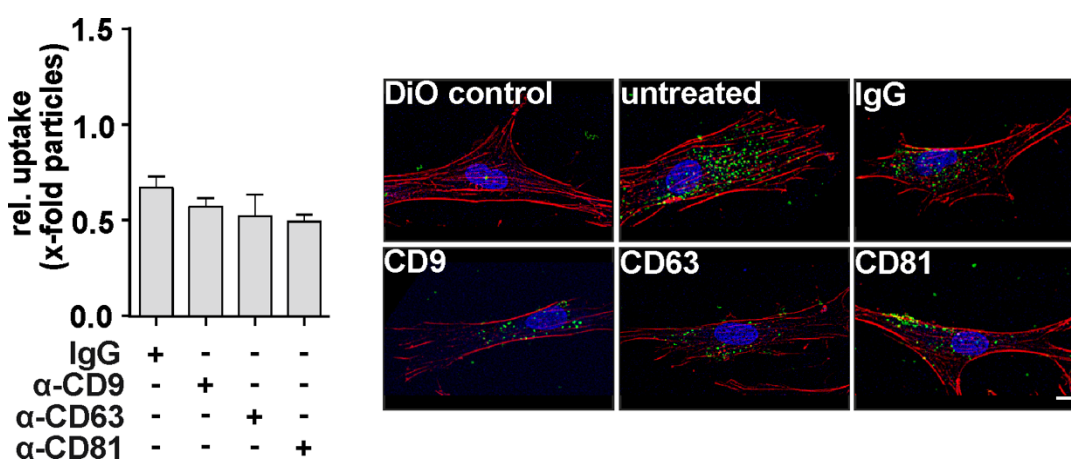 rel. uptake
(x-fold particles)
1.5
1.0
0.5
0.0
IgG + - - -
α-CD9 - + - -
α-CD63 - - + -
α-CD81 - - - +
DiO control untreated IgG
CD9 CD63 CD81